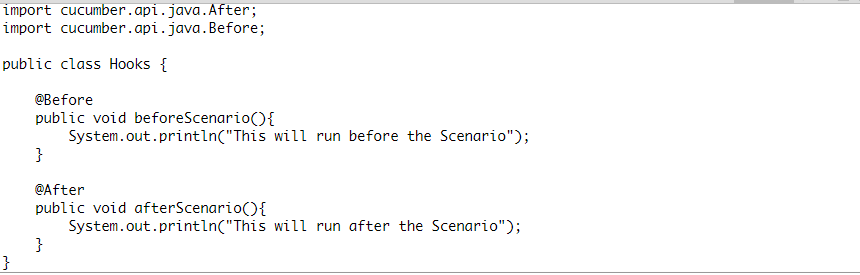 import cucumber.api.java.After;
import cucumber.api.java.Before;
public class Hooks {
@Before
public void beforeScenario(){
System.out.println("This will run before the Scenario");
}
@After
public void afterScenario(){
System.out.println("This will run after the Scenario");
}
}